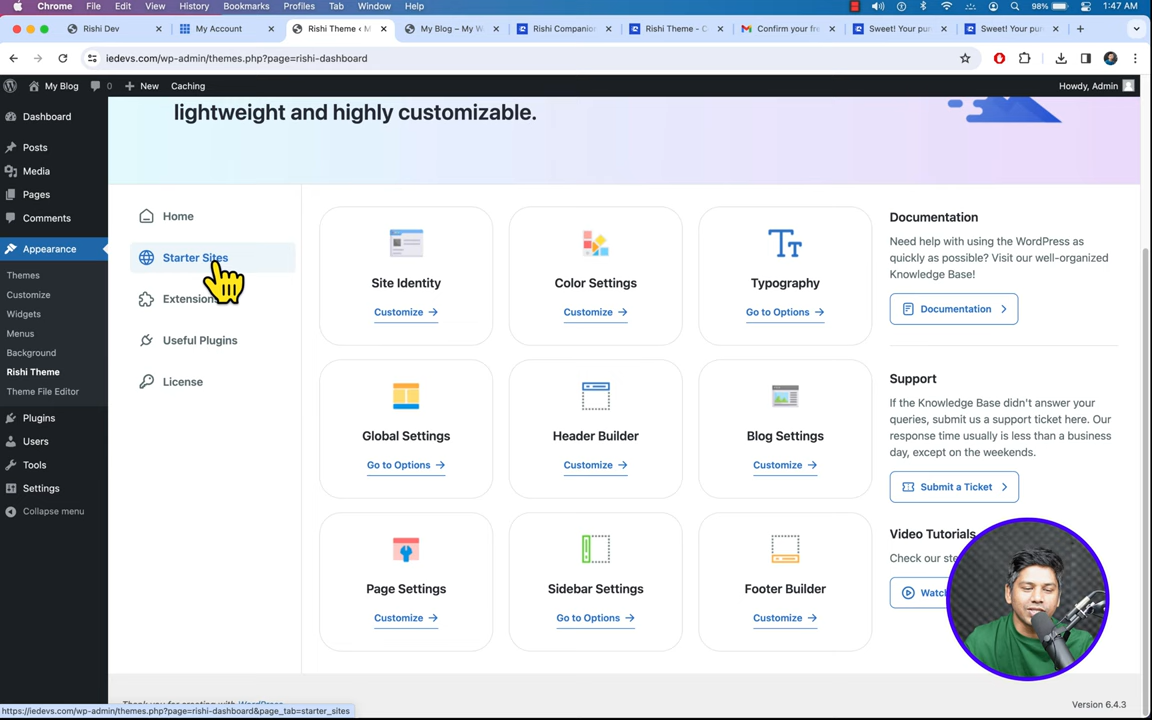 Chrome File Edit View History Bookmarks Profiles Tab Window Help 98% 1:47 AM
Rishi Dev
My Account
Rishi Theme ‹ M
My Blog – My W
Rishi Companion
Rishi Theme - C
Confirm your fre
Sweet! Your pur
Sweet! Your pur
iedevs.com/wp-admin/themes.php?page=rishi-dashboard
My Blog 0 New Caching Howdy, Admin
Dashboard
Posts
Media
Pages
Comments
Appearance
Themes
Customize
Widgets
Menus
Background
Rishi Theme
Theme File Editor
Plugins
Users
Tools
Settings
Collapse menu
lightweight and highly customizable.
Home
Starter Sites
Extensions
Useful Plugins
License
Site Identity
Customize
Color Settings
Customize
Typography
Go to Options
Global Settings
Go to Options
Header Builder
Customize
Blog Settings
Customize
Page Settings
Customize
Sidebar Settings
Go to Options
Footer Builder
Customize
Documentation
Need help with using the WordPress as
quickly as possible? Visit our well-organized
Knowledge Base!
Documentation
Support
If the Knowledge Base didn't answer your
queries, submit us a support ticket here. Our
response time usually is less than a business
day, except on the weekends.
Submit a Ticket
Video Tutorials
Check our
Version 6.4.3
https://iedevs.com/wp-admin/themes.php?page=rishi-dashboard&page_tab=starter_sites